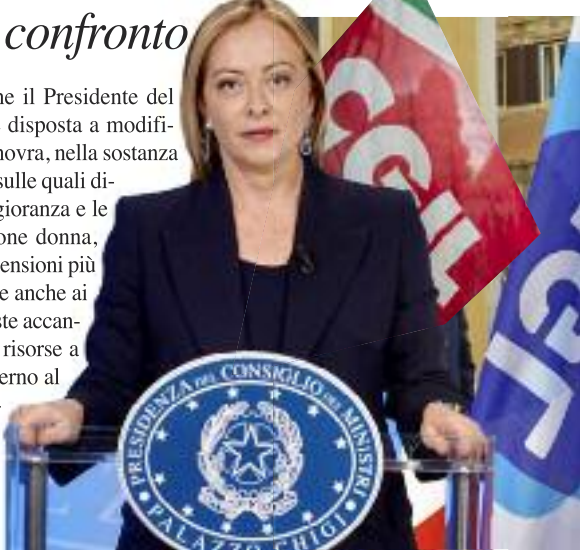 confronto
ne il Presidente del
disposta a modifi-
novra, nella sostanza
sulle quali di-
gioranza e le
one donna,
ensioni più
e anche ai
ste accan-
risorse a
erno al
CGIL
GIL
PRESIDENZA DEL CONSIGLIO DEI MINISTRI
PALAZZO CHIGI